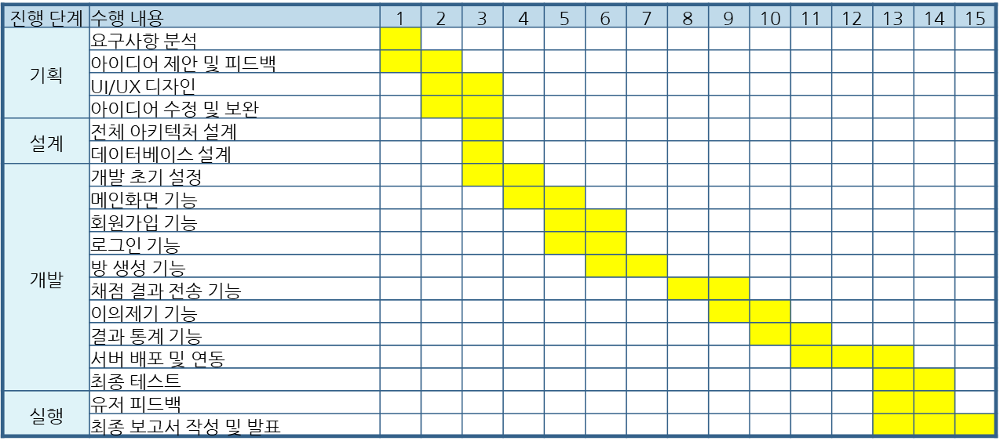 진행 단계 수행 내용 1 2 3 4 5 6 7 8 9 10 11 12 13 14 15
기획
요구사항 분석
아이디어 제안 및 피드백
UI/UX 디자인
아이디어 수정 및 보완
설계
전체 아키텍처 설계
데이터베이스 설계
개발
개발 초기 설정
메인화면 기능
회원가입 기능
로그인 기능
방 생성 기능
채점 결과 전송 기능
이의제기 기능
결과 통계 기능
서버 배포 및 연동
최종 테스트
실행
유저 피드백
최종 보고서 작성 및 발표